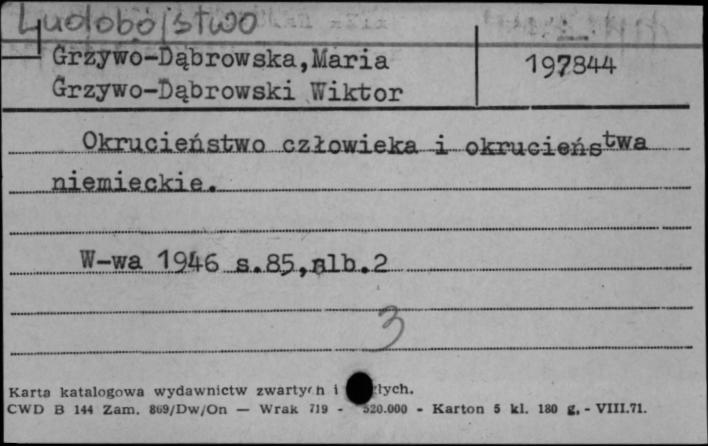 Ludobójstwo
Grzywo-Dąbrowska,Maria 197844
Grzywo-Dąbrowski Wiktor
Okrucieństwo człowieka i okrucieństwa
niemieckie.
W-wa 1946 s.85,nlb.2
3
Karta katalogowa wydawnictw zwartych i
CWD B 144 Zam. 869/Dw/On — Wrak 719 - 520.000 - Karton 5 kl. 180 g. - VIII.71.